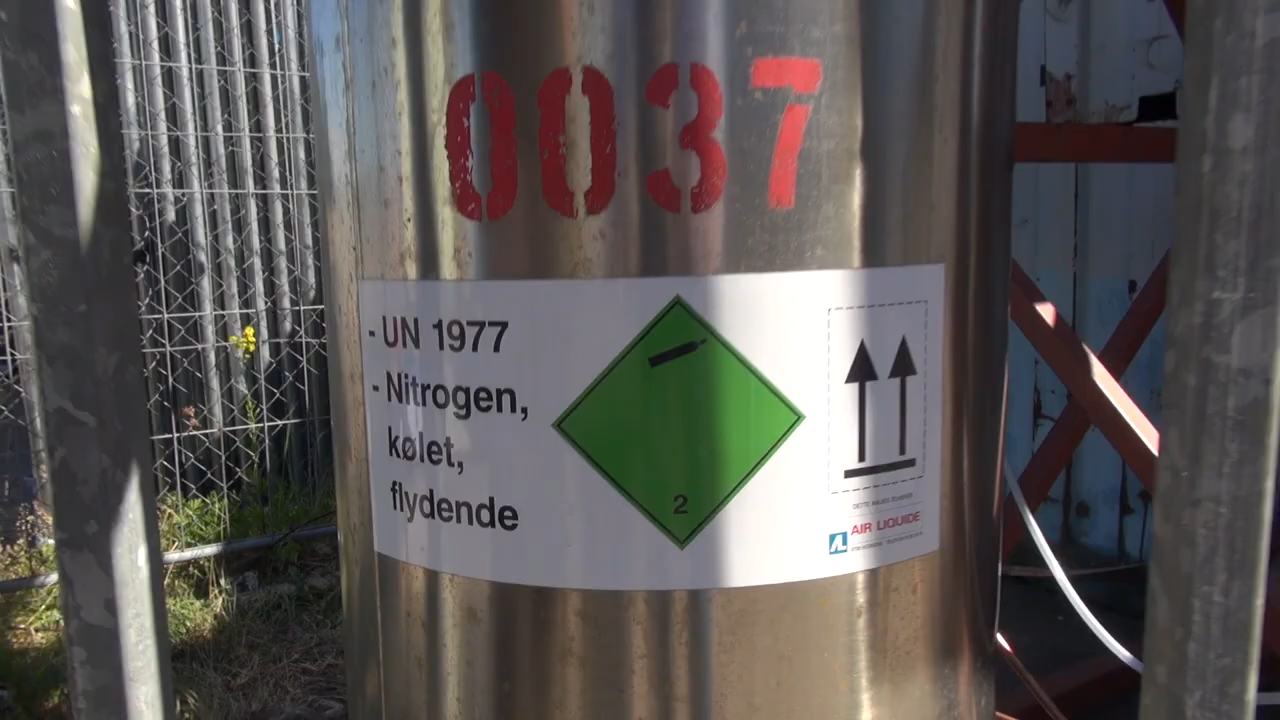 0037
- UN 1977
- Nitrogen,
kølet,
flydende
2
AIR LIQUIDE